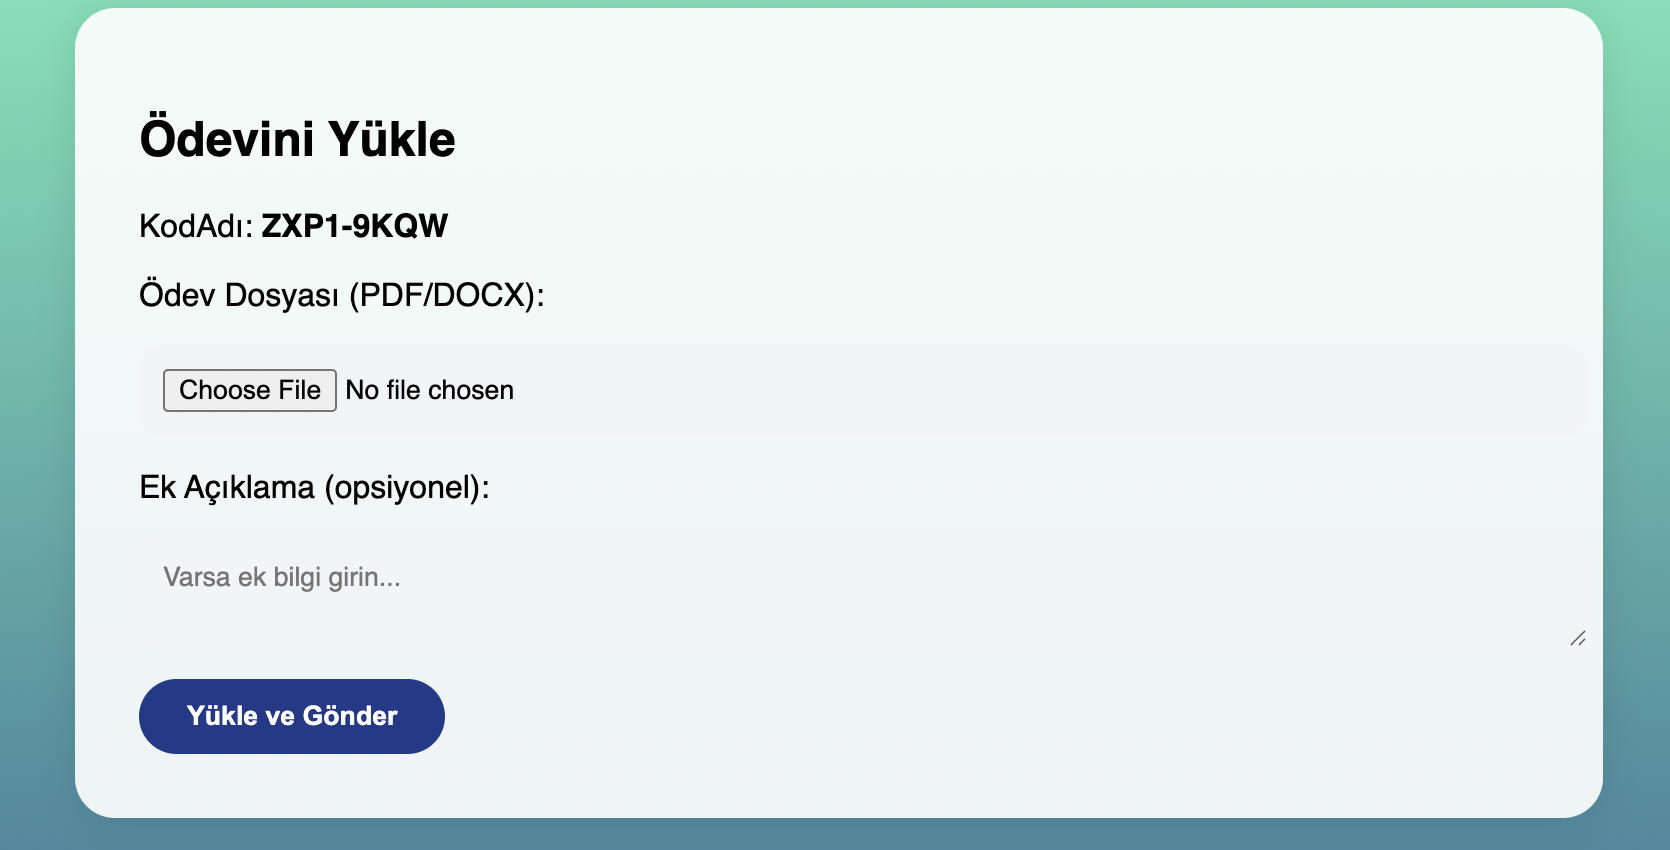 Ödevini Yükle
KodAdı: ZXP1-9KQW
Ödev Dosyası (PDF/DOCX):
Choose File No file chosen
Ek Açıklama (opsiyonel):
Varsa ek bilgi girin...
Yükle ve Gönder